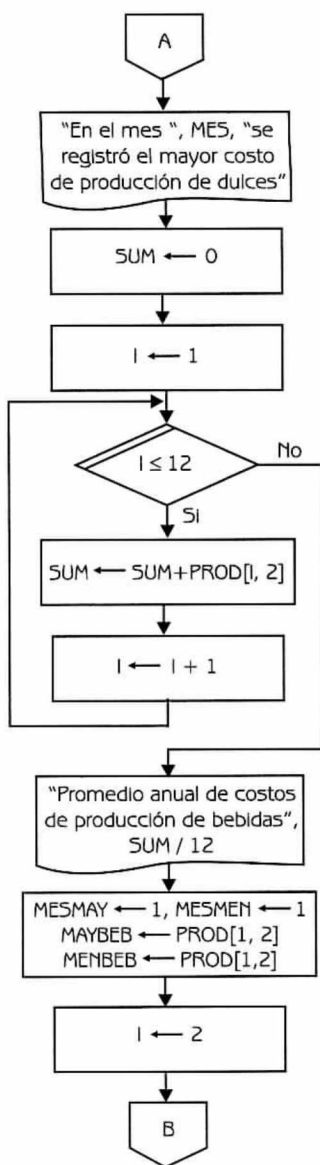 A
“En el mes “, MES, “se
registró el mayor costo
de producción de dulces”
SUM ← 0
I ← 1
I ≤ 12
No
Si
SUM ← SUM+PROD[I, 2]
I ← I + 1
“Promedio anual de costos
de producción de bebidas”,
SUM / 12
MESMAY ← 1, MESMEN ← 1
MAYBEB ← PROD[1, 2]
MENBEB ← PROD[1,2]
I ← 2
B